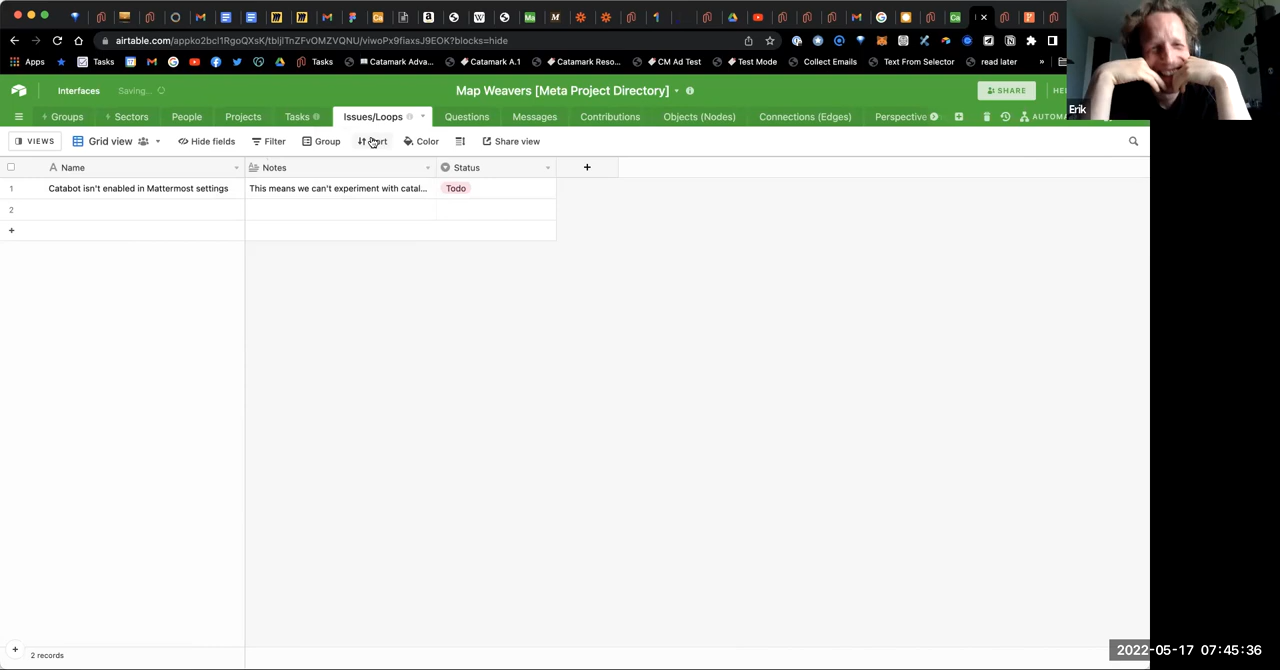 airtable.com/appko2bcl1RgoQXsK/tbljlTnZFvOMZVQNU/viwoPx9fiaxsJ9EOK?blocks=hide
Apps Tasks Tasks Catamark Adva... Catamark A.1 Catamark Reso... CM Ad Test Test Mode Collect Emails Text From Selector read later »
Erik
Interfaces Saving... Map Weavers [Meta Project Directory] SHARE
+ Groups + Sectors People Projects Tasks Issues/Loops Questions Messages Contributions Objects (Nodes) Connections (Edges) Perspective AUTOMA
VIEWS Grid view Hide fields Filter Group Color Share view
Name Notes Status +
1 Catabot isn't enabled in Mattermost settings This means we can't experiment with catal... Todo
2
+
+ 2 records
2022-05-17 07:45:36